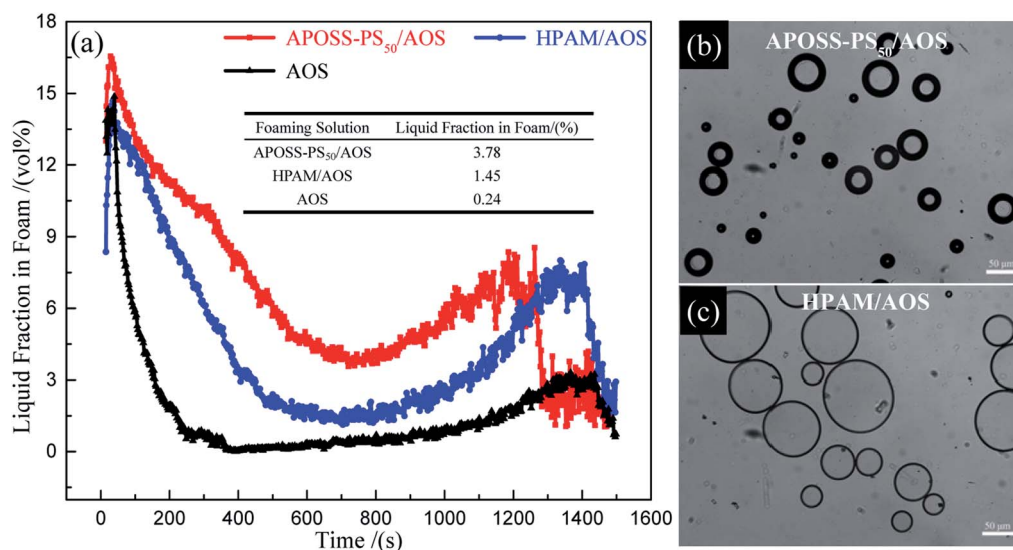 (a)
APOSS-PS₅₀/AOS
HPAM/AOS
AOS
Foaming Solution Liquid Fraction in Foam/(%)
APOSS-PS₅₀/AOS 3.78
HPAM/AOS 1.45
AOS 0.24
Liquid Fraction in Foam /(vol%)
18
15
12
9
6
3
0
0 200 400 600 800 1000 1200 1400 1600
Time /(s)
(b)
APOSS-PS₅₀/AOS
50 μm
(c)
HPAM/AOS
50 μm